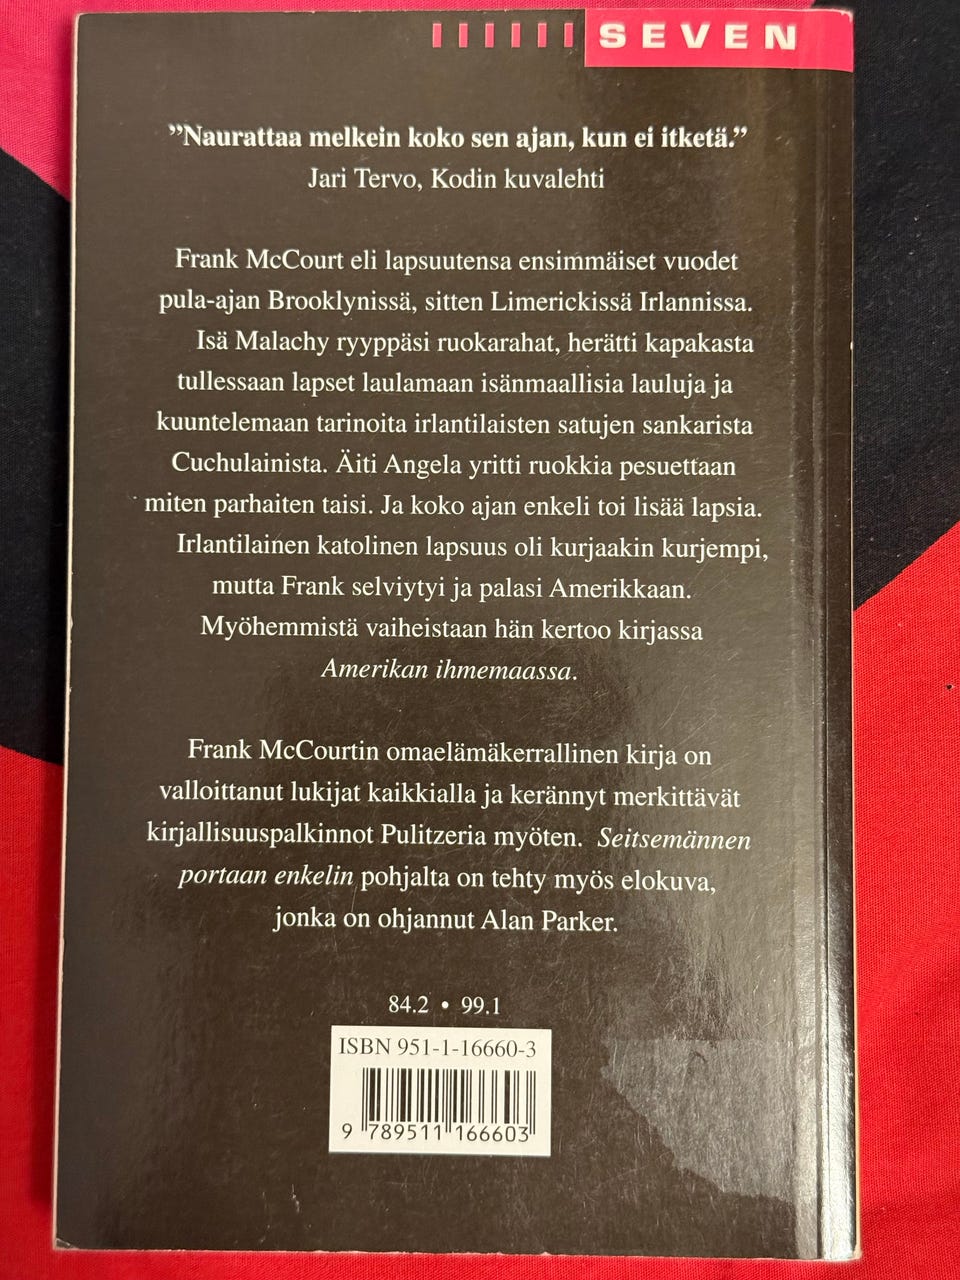 SEVEN
”Naurattaa melkein koko sen ajan, kun ei itketä.”
Jari Tervo, Kodin kuvalehti
Frank McCourt eli lapsuutensa ensimmäiset vuodet
pula-ajan Brooklynissä, sitten Limerickissä Irlannissa.
Isä Malachy ryyppäsi ruokarahat, herätti kapakasta
tullessaan lapset laulamaan isänmaallisia lauluja ja
kuuntelemaan tarinoita irlantilaisten satujen sankarista
Cuchulainista. Äiti Angela yritti ruokkia pesuettaan
miten parhaiten taisi. Ja koko ajan enkeli toi lisää lapsia.
Irlantilainen katolinen lapsuus oli kurjaakin kurjempi,
mutta Frank selviytyi ja palasi Amerikkaan.
Myöhemmistä vaiheistaan hän kertoo kirjassa
Amerikan ihmemaassa.
Frank McCourtin omaelämäkerrallinen kirja on
valloittanut lukijat kaikkialla ja kerännyt merkittävät
kirjallisuuspalkinnot Pulitzeria myöten. Seitsemännen
portaan enkelin pohjalta on tehty myös elokuva,
jonka on ohjannut Alan Parker.
84.2 • 99.1
ISBN 951-1-16660-3
9 789511 166603